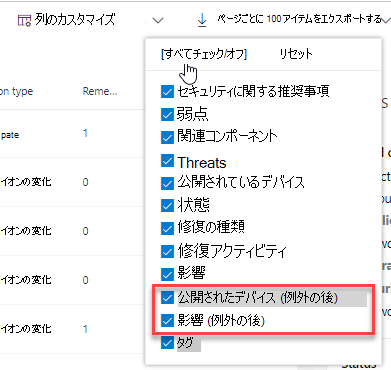 列のカスタマイズ
ページごとに 100 アイテムをエクスポートする
[すべてチェック/オフ] リセット
on type Reme...
セキュリティに関する推奨事項
弱点
pate 1
関連コンポーネント
Threats
公開されているデバイス
イオンの変化 0
状態
修復の種類
イオンの変化 0
修復アクティビティ
影響
公開されたデバイス (例外の後)
イオンの変化 0
影響 (例外の後)
タグ
イオンの変化 1
Status